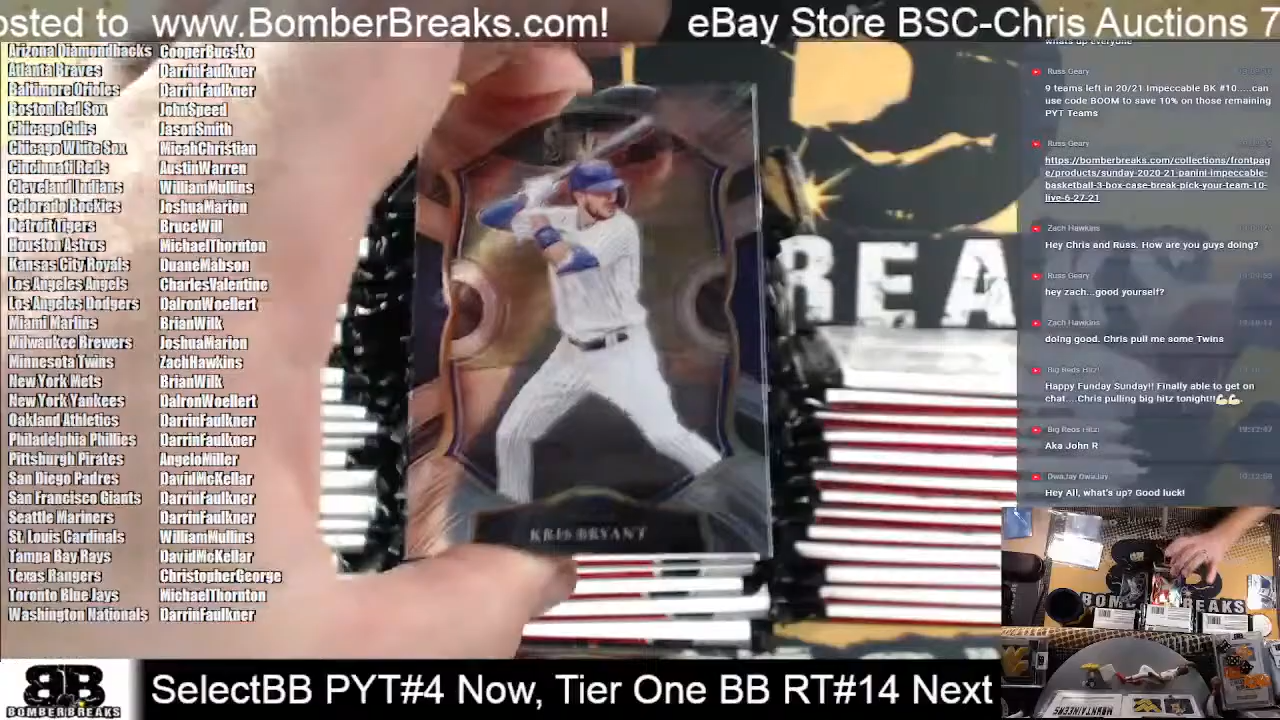 osted to www.BomberBreaks.com! eBay Store BSC-Chris Auctions 7
Arizona Diamondbacks CooperBucsko
Atlanta Braves DarrinFaulkner
Baltimore Orioles DarrinFaulkner
Boston Red Sox JohnSpeed
Chicago Cubs JasonSmith
Chicago White Sox MicahChristian
Cincinnati Reds AustinWarren
Cleveland Indians WilliamMullins
Colorado Rockies JoshuaMarion
Detroit Tigers BruceWill
Houston Astros MichaelThornton
Kansas City Royals DuaneMabson
Los Angeles Angels CharlesValentine
Los Angeles Dodgers DalronWoellert
Miami Marlins BrianWilk
Milwaukee Brewers JoshuaMarion
Minnesota Twins ZachHawkins
New York Mets BrianWilk
New York Yankees DalronWoellert
Oakland Athletics DarrinFaulkner
Philadelphia Phillies DarrinFaulkner
Pittsburgh Pirates AngeloMiller
San Diego Padres DavidMcKellar
San Francisco Giants DarrinFaulkner
Seattle Mariners DarrinFaulkner
St. Louis Cardinals WilliamMullins
Tampa Bay Rays DavidMcKellar
Texas Rangers ChristopherGeorge
Toronto Blue Jays MichaelThornton
Washington Nationals DarrinFaulkner
KRIS BRYANT
REA
whats up everyone
Russ Geary
9 teams left in 20/21 Impeccable BK #10.....can
use code BOOM to save 10% on those remaining
PYT Teams
Russ Geary
https://bomberbreaks.com/collections/frontpag
e/products/sunday-2020-21-panini-impeccable-
basketball-3-box-case-break-pick-your-team-10-
live-6-27-21
Zach Hawkins
Hey Chris and Russ. How are you guys doing?
Russ Geary
hey zach...good yourself?
Zach Hawkins
doing good. Chris pull me some Twins
Big Reds Hitz!
Happy Funday Sunday!! Finally able to get on
chat....Chris pulling big hitz tonight!!💪💪
Big Reds Hitz!
Aka John R
DwaJay DwaJay
Hey All, what's up? Good luck!
BOMB BREAKS
MOUNTAINEERS
BB
BOMBERBREAKS
SelectBB PYT#4 Now, Tier One BB RT#14 Next